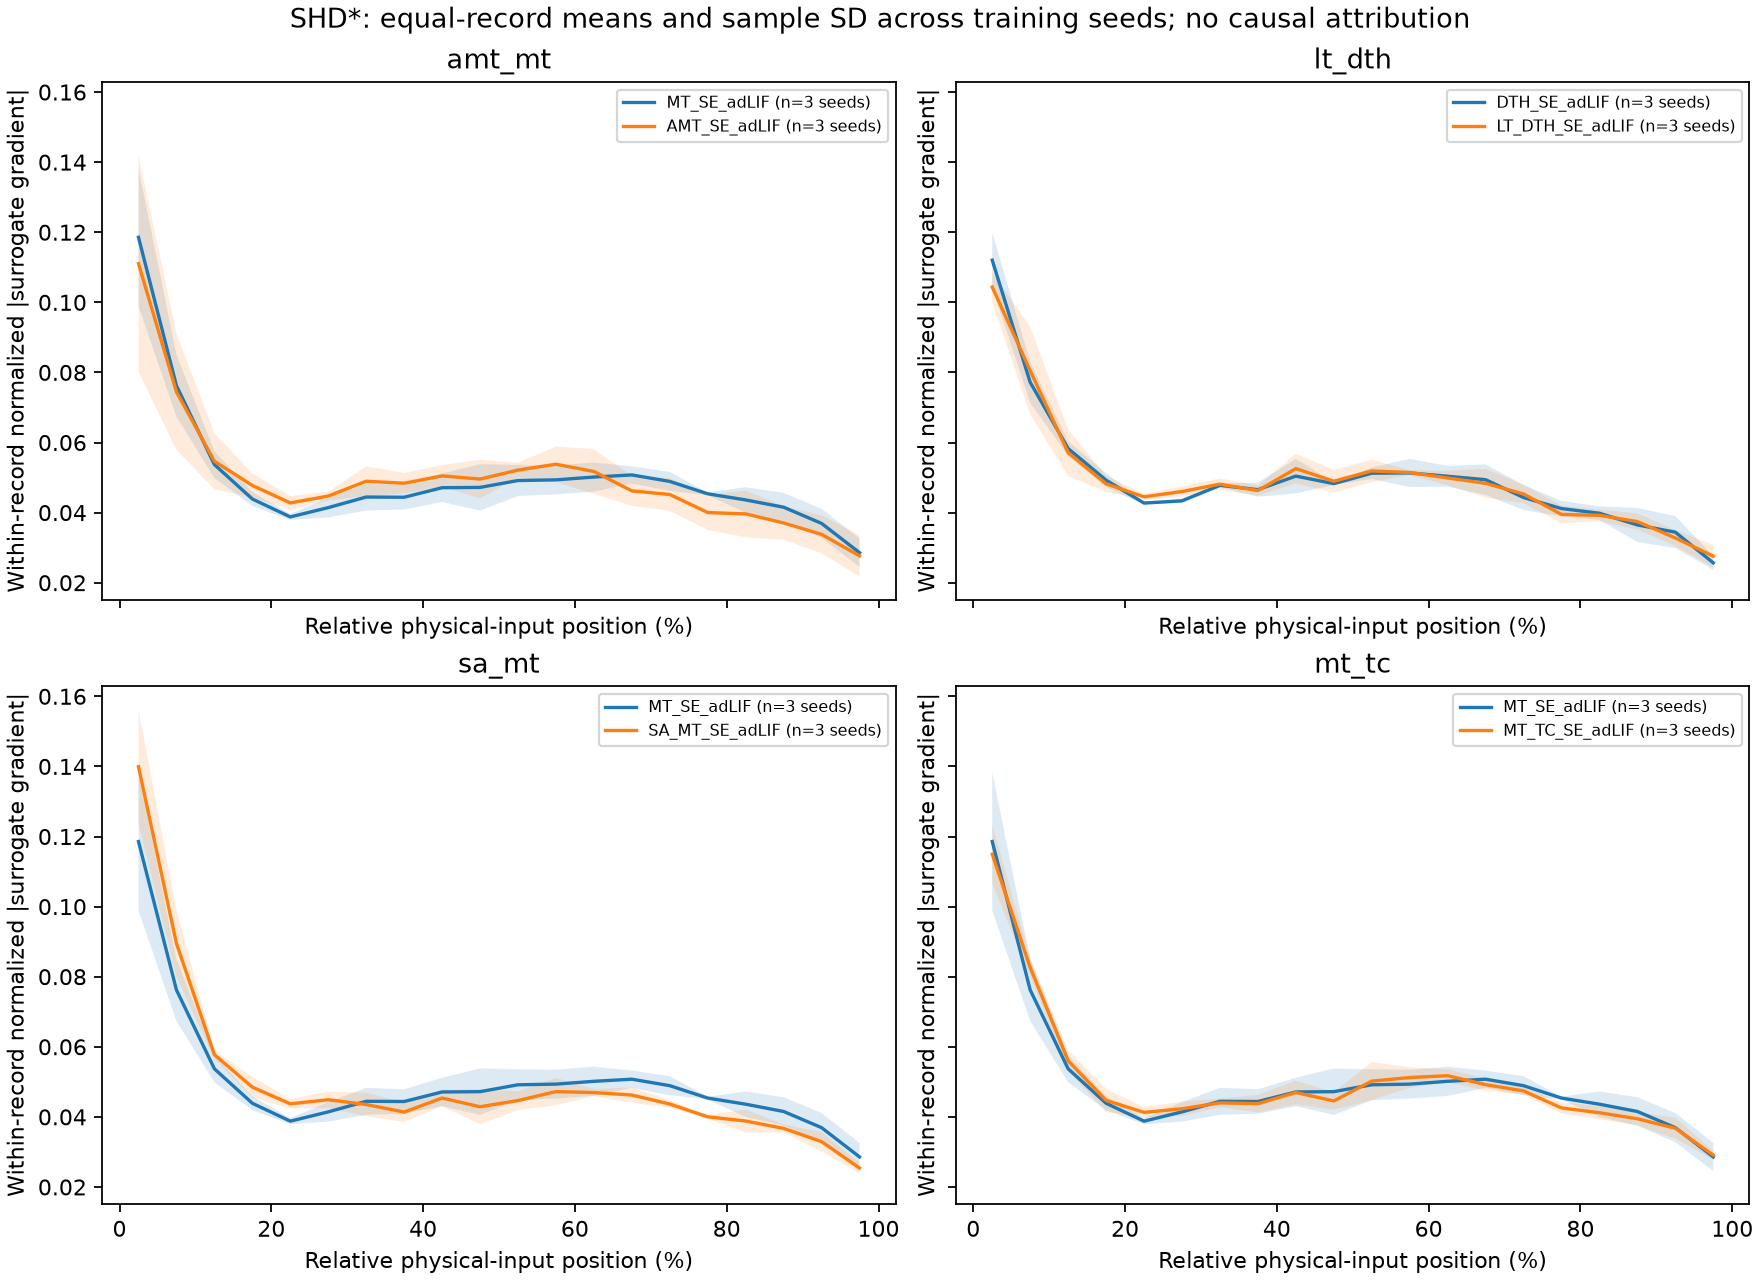 SHD*: equal-record means and sample SD across training seeds; no causal attribution
amt_mt
Within-record normalized |surrogate gradient|
0.16
0.14
0.12
0.10
0.08
0.06
0.04
0.02
MT_SE_adLIF (n=3 seeds)
AMT_SE_adLIF (n=3 seeds)
Relative physical-input position (%)
lt_dth
Within-record normalized |surrogate gradient|
DTH_SE_adLIF (n=3 seeds)
LT_DTH_SE_adLIF (n=3 seeds)
Relative physical-input position (%)
sa_mt
Within-record normalized |surrogate gradient|
0.16
0.14
0.12
0.10
0.08
0.06
0.04
0.02
MT_SE_adLIF (n=3 seeds)
SA_MT_SE_adLIF (n=3 seeds)
0 20 40 60 80 100
Relative physical-input position (%)
mt_tc
Within-record normalized |surrogate gradient|
MT_SE_adLIF (n=3 seeds)
MT_TC_SE_adLIF (n=3 seeds)
0 20 40 60 80 100
Relative physical-input position (%)